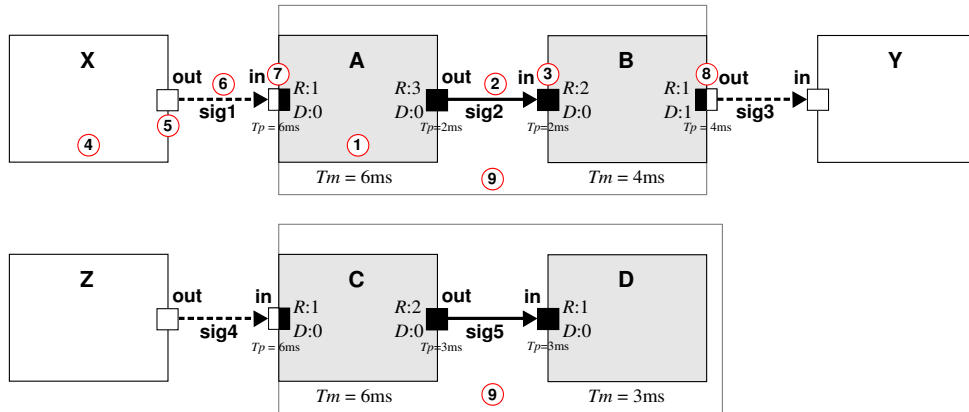 X
A
B
Y
out
6
in
7
out
2
in
3
8
out
in
R:1
D:0
R:3
D:0
R:2
D:0
R:1
D:1
sig1
sig2
sig3
5
Tp = 6ms
Tp=2ms
Tp=2ms
Tp = 4ms
4
1
9
Tm = 6ms
Tm = 4ms
Z
C
D
out
in
out
in
R:1
D:0
R:2
D:0
R:1
D:0
sig4
sig5
Tp = 6ms
Tp=3ms
Tp=3ms
9
Tm = 6ms
Tm = 3ms